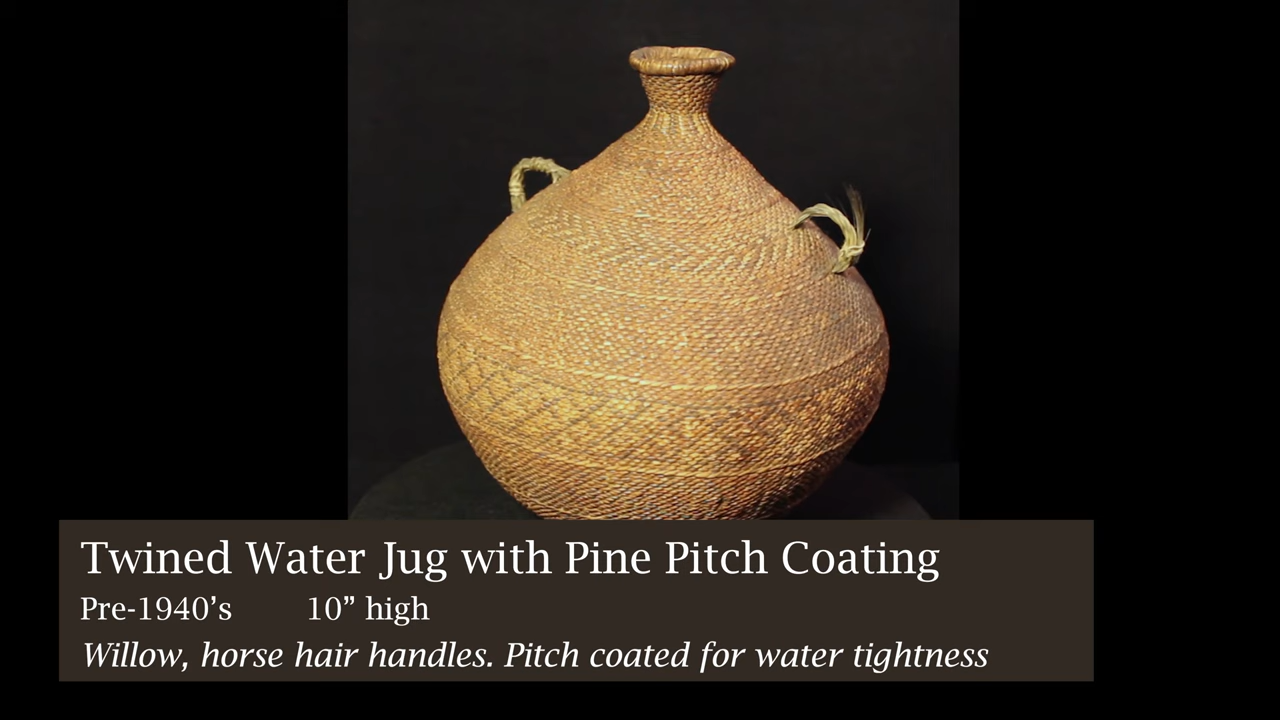 Twined Water Jug with Pine Pitch Coating
Pre-1940’s 10” high
Willow, horse hair handles. Pitch coated for water tightness